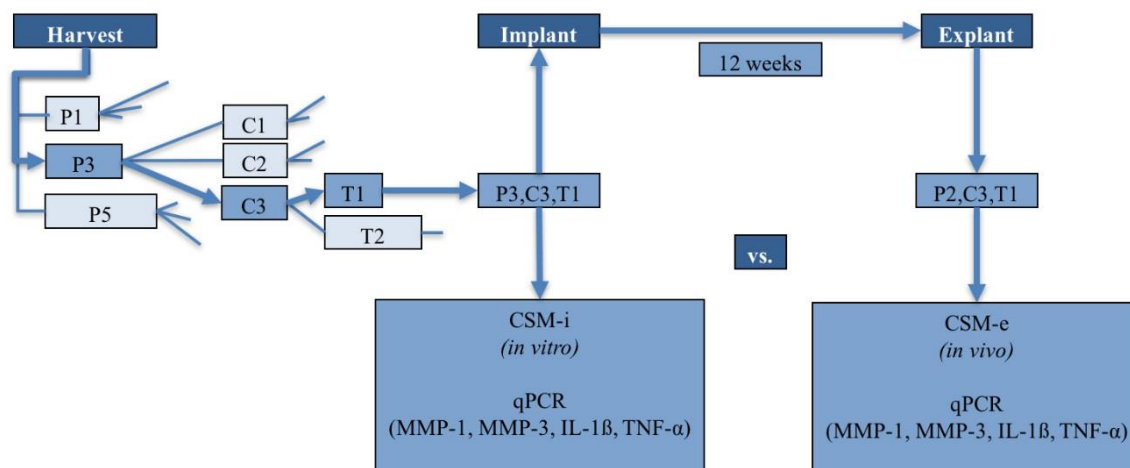 Harvest
Implant
Explant
12 weeks
P1
C1
C2
P3
C3
T1
P3,C3,T1
P2,C3,T1
P5
T2
vs.
CSM-i
(in vitro)
qPCR
(MMP-1, MMP-3, IL-1ß, TNF-α)
CSM-e
(in vivo)
qPCR
(MMP-1, MMP-3, IL-1ß, TNF-α)